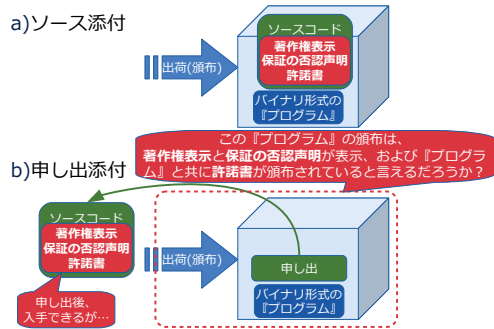 a)ソース添付
ソースコード
著作権表示
保証の否認声明
許諾書
出荷(頒布)
バイナリ形式の
『プログラム』
この『プログラム』の頒布は、
著作権表示と保証の否認声明が表示、および『プログラ
ム』と共に許諾書が頒布されていると言えるだろうか？
b)申し出添付
ソースコード
著作権表示
保証の否認声明
許諾書
出荷(頒布)
申し出
バイナリ形式の
『プログラム』
申し出後、
入手できるが…